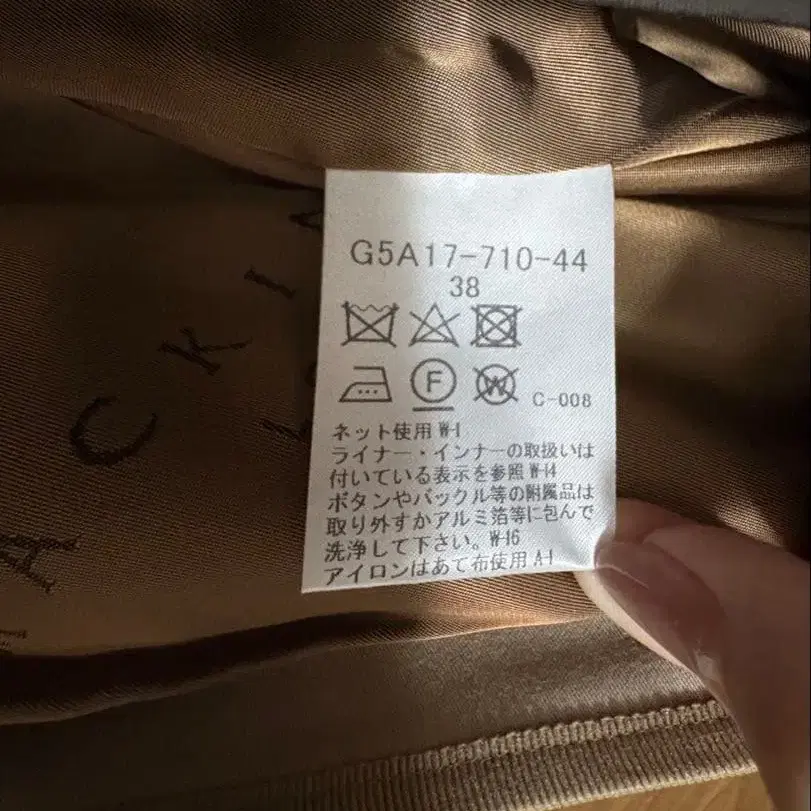 G5A17-710-44
38
F W C-008
ネット使用 W-1
ライナー・インナーの取扱いは
付いている表示を参照 W-14
ボタンやバックル等の附属品は
取り外すかアルミ箔等に包んで
洗浄して下さい。W-16
アイロンはあて布使用 A-1
A C K I